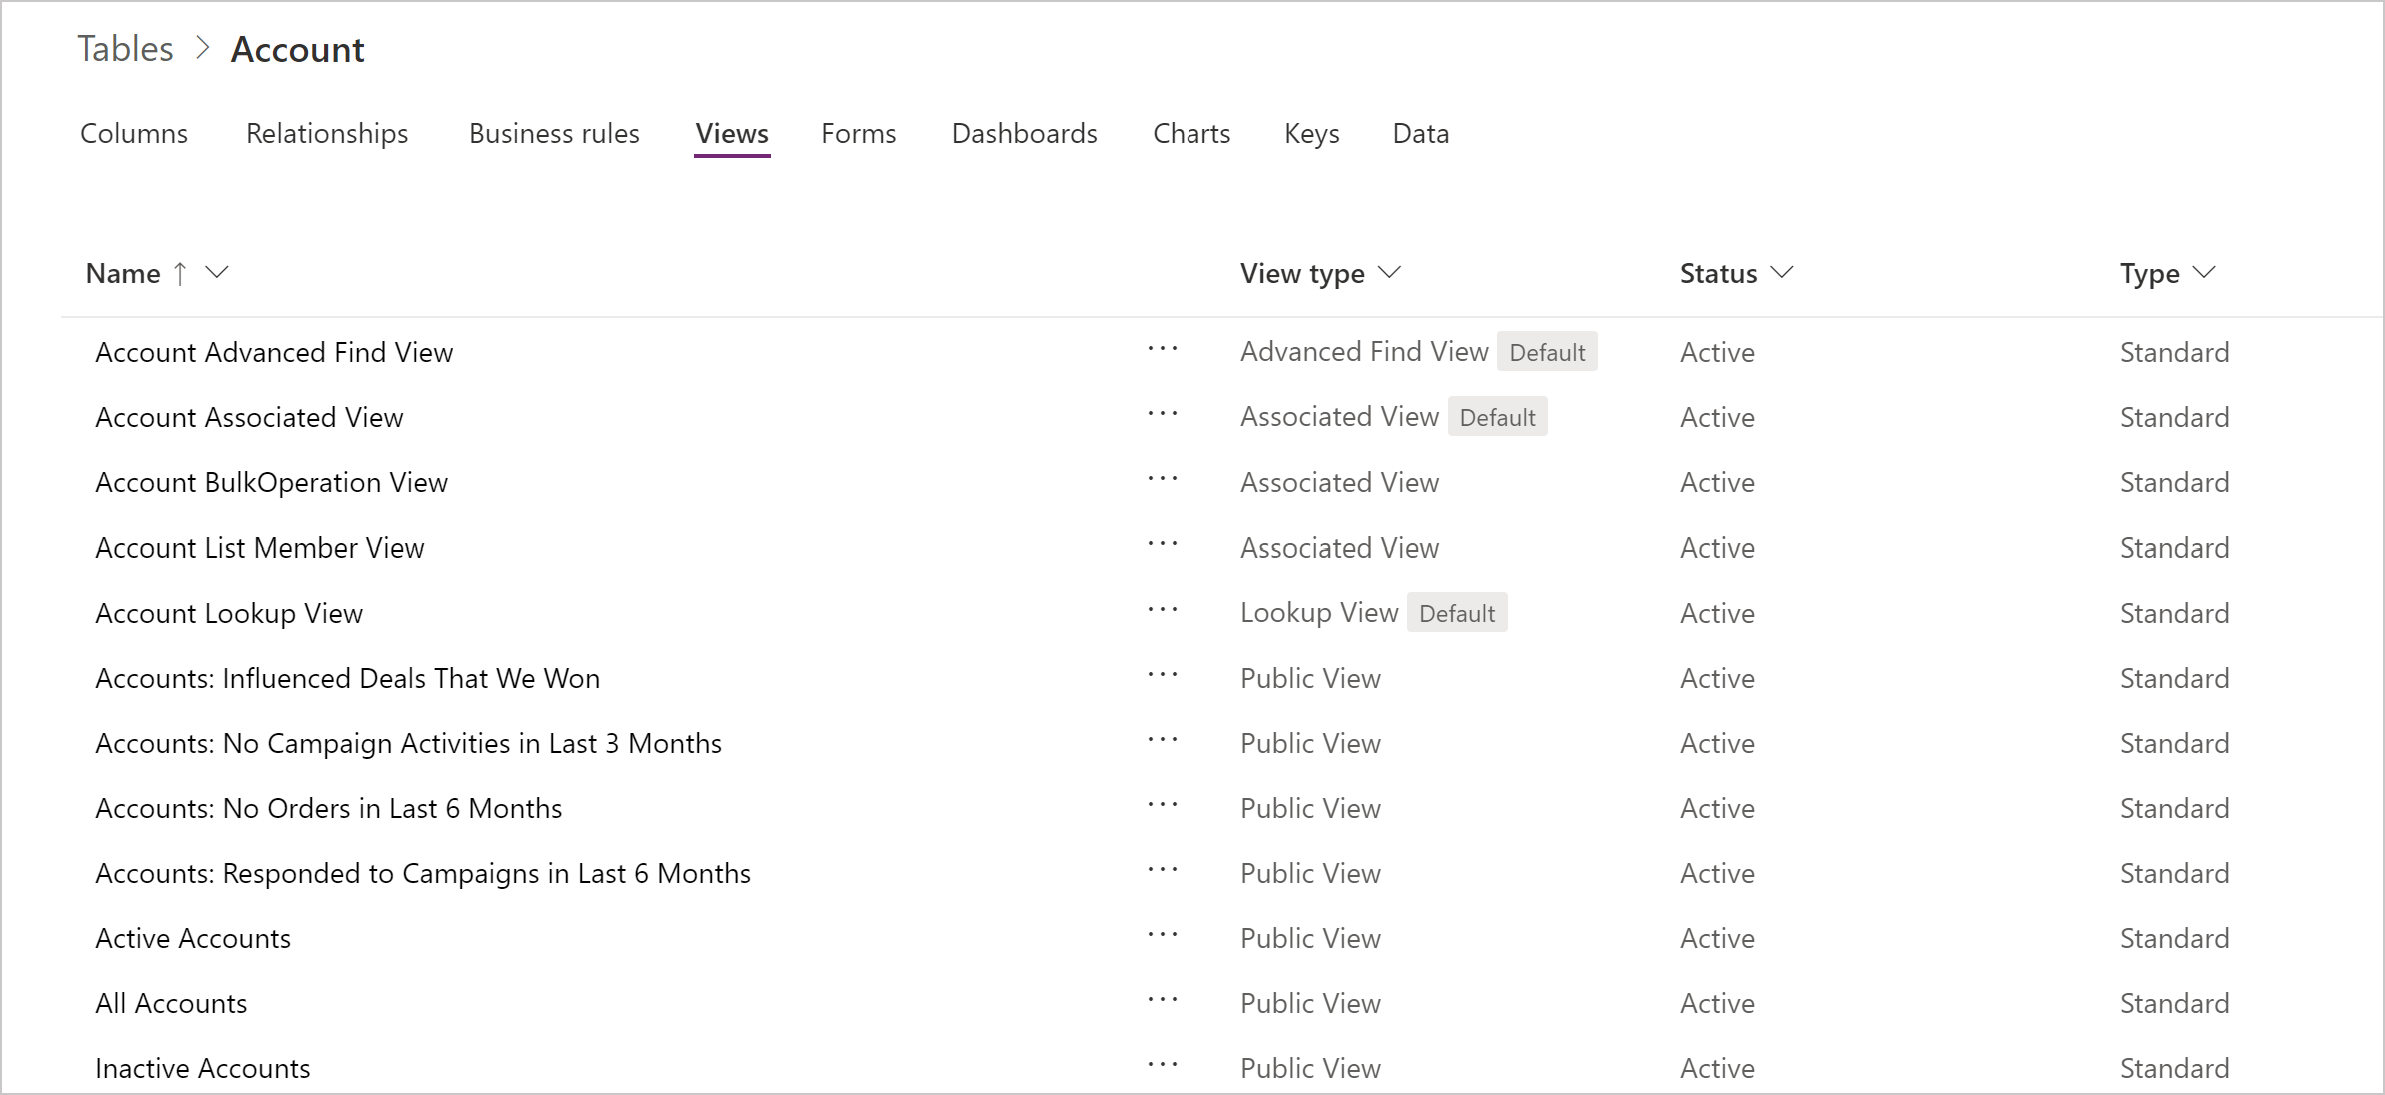 Tables > Account
Columns Relationships Business rules Views Forms Dashboards Charts Keys Data
Name View type Status Type
Account Advanced Find View ··· Advanced Find View Default Active Standard
Account Associated View ··· Associated View Default Active Standard
Account BulkOperation View ··· Associated View Active Standard
Account List Member View ··· Associated View Active Standard
Account Lookup View ··· Lookup View Default Active Standard
Accounts: Influenced Deals That We Won ··· Public View Active Standard
Accounts: No Campaign Activities in Last 3 Months ··· Public View Active Standard
Accounts: No Orders in Last 6 Months ··· Public View Active Standard
Accounts: Responded to Campaigns in Last 6 Months ··· Public View Active Standard
Active Accounts ··· Public View Active Standard
All Accounts ··· Public View Active Standard
Inactive Accounts ··· Public View Active Standard